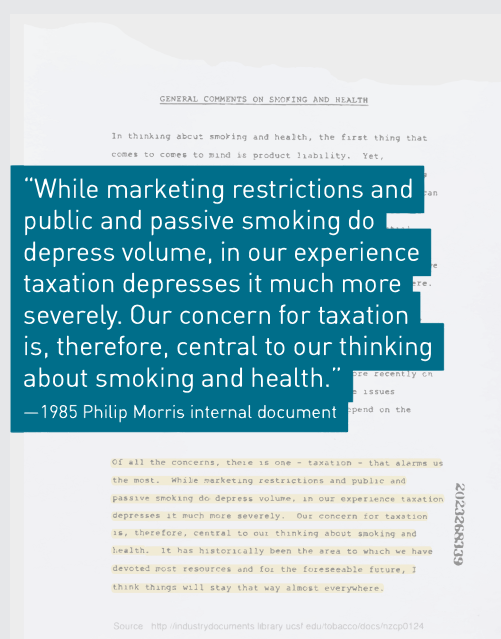 GENERAL COMMENTS ON SMOKING AND HEALTH
In thinking about smoking and health, the first thing that
comes to comes to mind is product liability. Yet,
“While marketing restrictions and
public and passive smoking do
depress volume, in our experience
taxation depresses it much more
severely. Our concern for taxation
is, therefore, central to our thinking
about smoking and health.”
—1985 Philip Morris internal document
recently on
issues
depend on the
Of all the concerns, there is one - taxation - that alarms us
the most. While marketing restrictions and public and
passive smoking do depress volume, in our experience taxation
depresses it much more severely. Our concern for taxation
is, therefore, central to our thinking about smoking and
health. It has historically been the area to which we have
devoted most resources and for the foreseeable future, I
think things will stay that way almost everywhere.
2023268339
Source: http://industrydocuments.library.ucsf.edu/tobacco/docs/nzcp0124